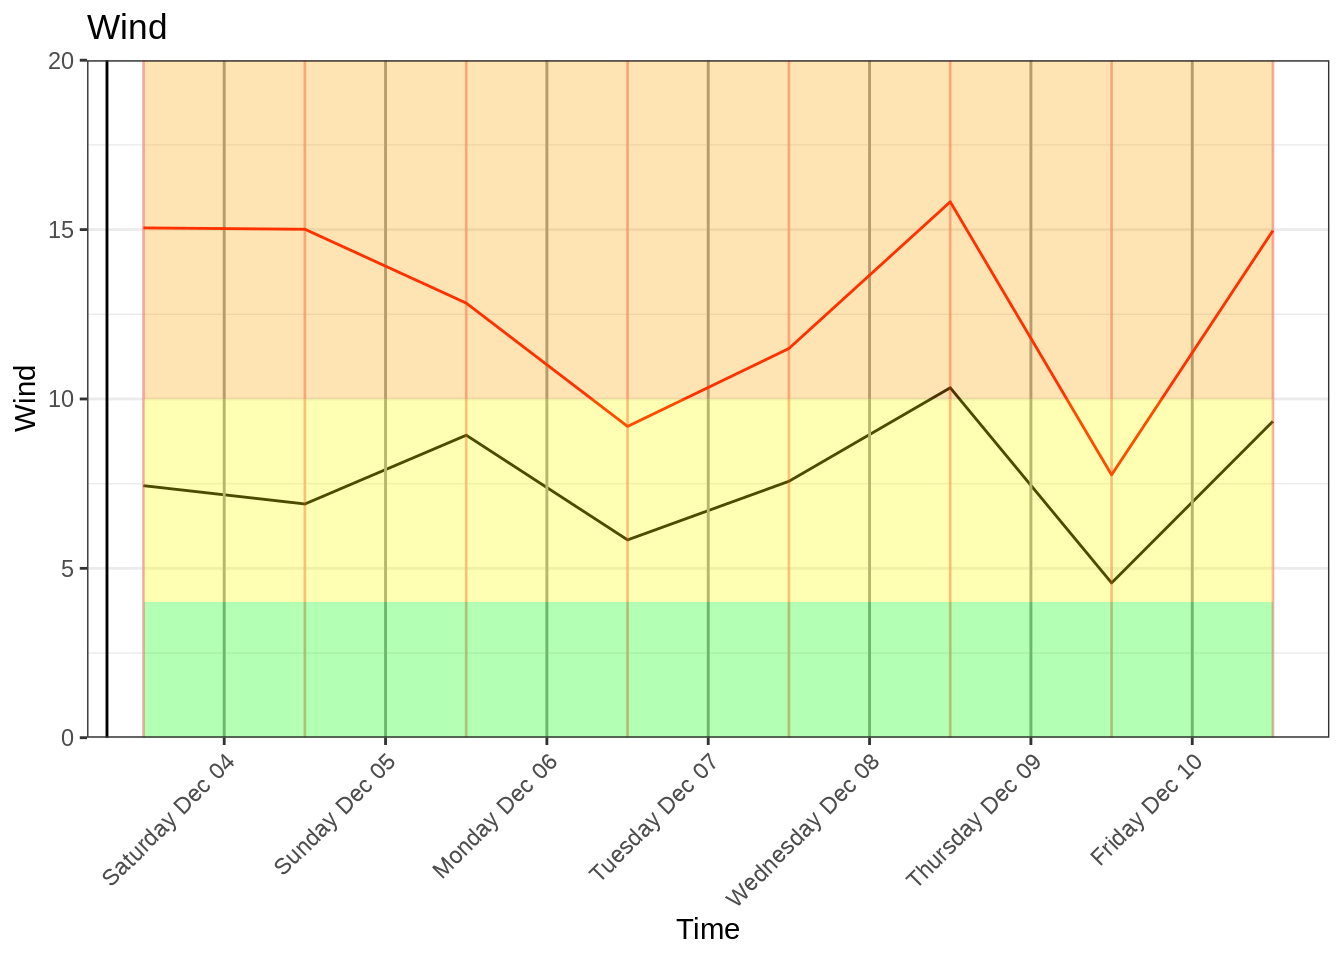 Wind
20
15
10
5
0
Wind
Saturday Dec 04
Sunday Dec 05
Monday Dec 06
Tuesday Dec 07
Wednesday Dec 08
Thursday Dec 09
Friday Dec 10
Time